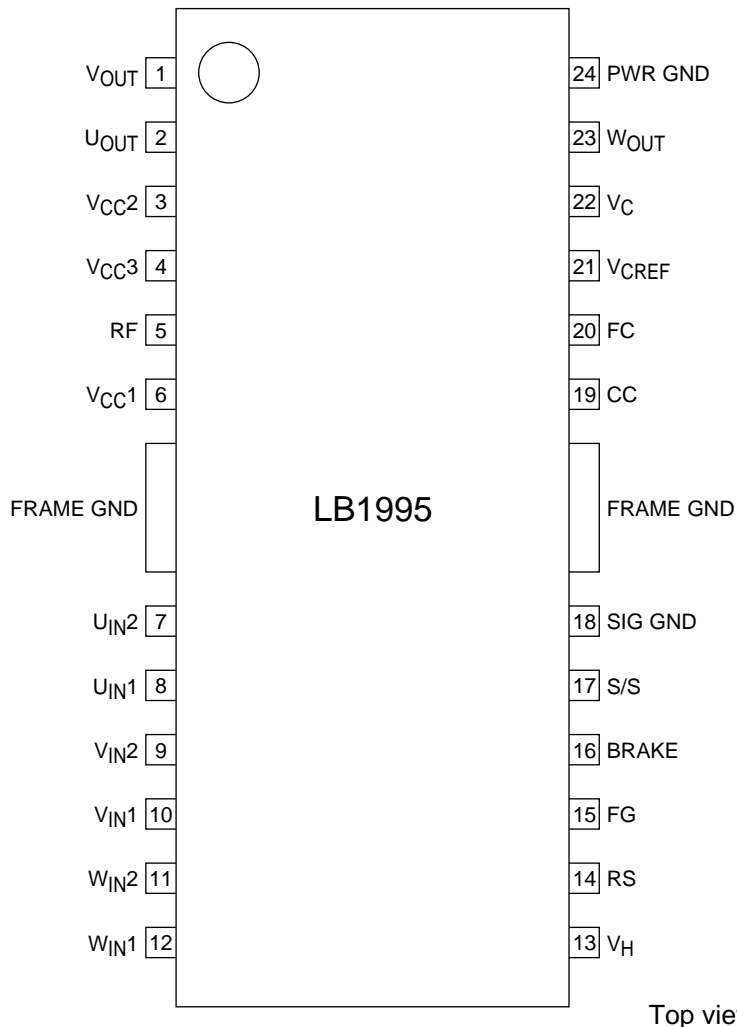 VOUT 1
UOUT 2
VCC2 3
VCC3 4
RF 5
VCC1 6
FRAME GND
UIN2 7
UIN1 8
VIN2 9
VIN1 10
WIN2 11
WIN1 12
LB1995
24 PWR GND
23 WOUT
22 VC
21 VCREF
20 FC
19 CC
FRAME GND
18 SIG GND
17 S/S
16 BRAKE
15 FG
14 RS
13 VH
Top